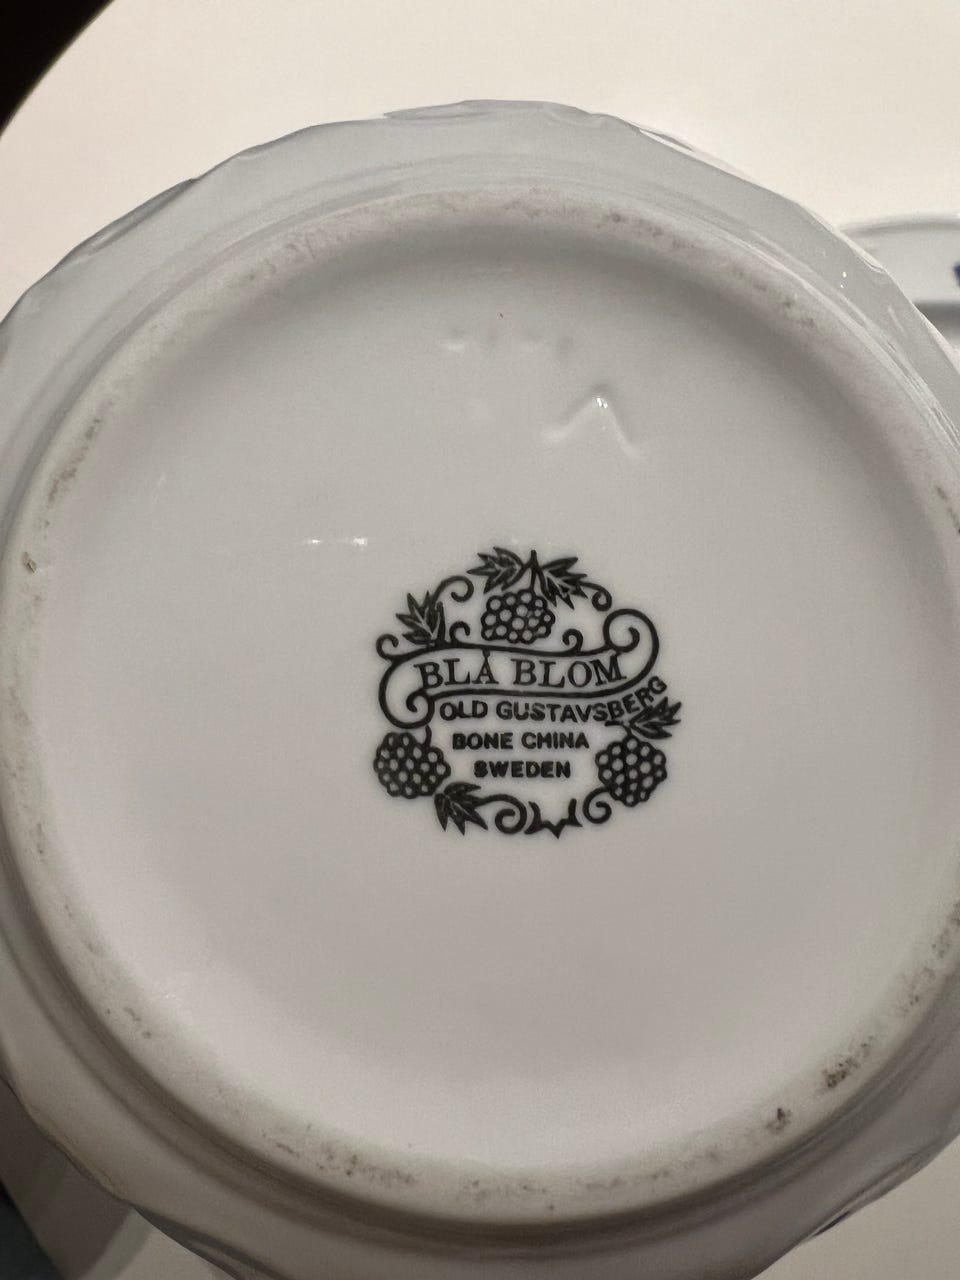 BLÅ BLOM
OLD GUSTAVSBERG
BONE CHINA
SWEDEN